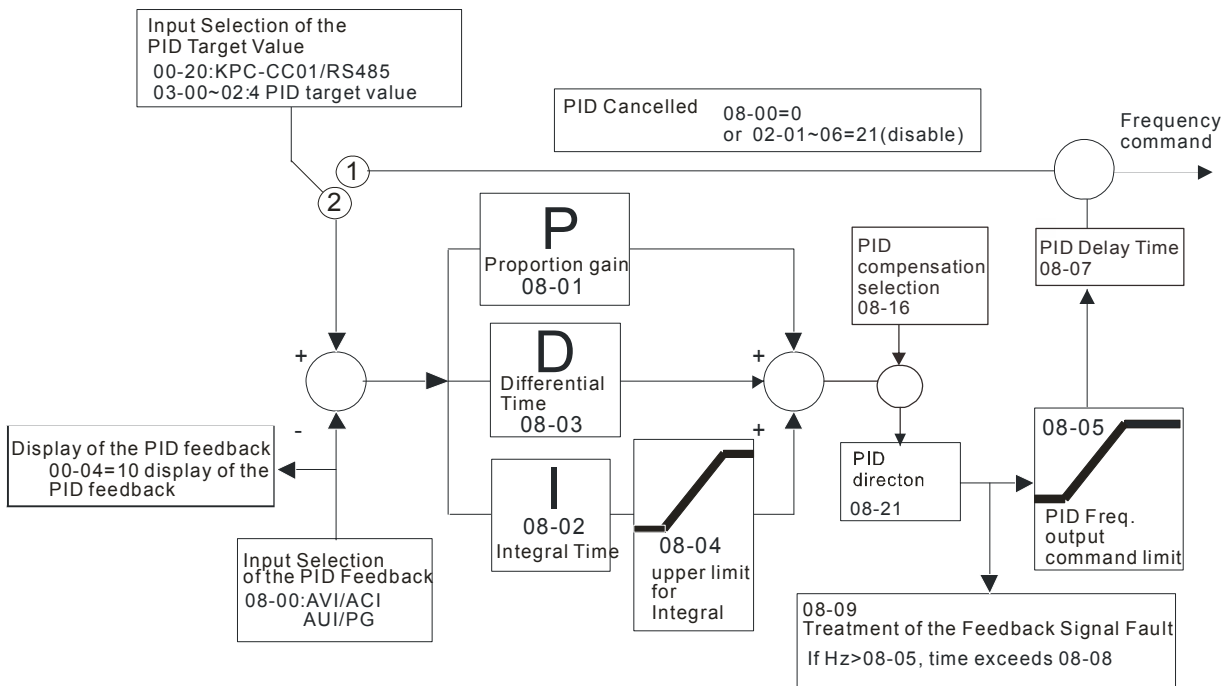 Input Selection of the
PID Target Value
00-20:KPC-CC01/RS485
03-00~02:4 PID target value
PID Cancelled 08-00=0
or 02-01~06=21(disable)
Frequency
command
1
2
P
Proportion gain
08-01
PID
compensation
selection
08-16
PID Delay Time
08-07
+
-
D
Differential
Time
08-03
+
+
Display of the PID feedback
00-04=10 display of the
PID feedback
I
08-02
Integral Time
08-04
upper limit
for
Integral
PID
directon
08-21
08-05
PID Freq.
output
command limit
Input Selection
of the PID Feedback
08-00:AVI/ACI
AUI/PG
08-09
Treatment of the Feedback Signal Fault
If Hz>08-05, time exceeds 08-08